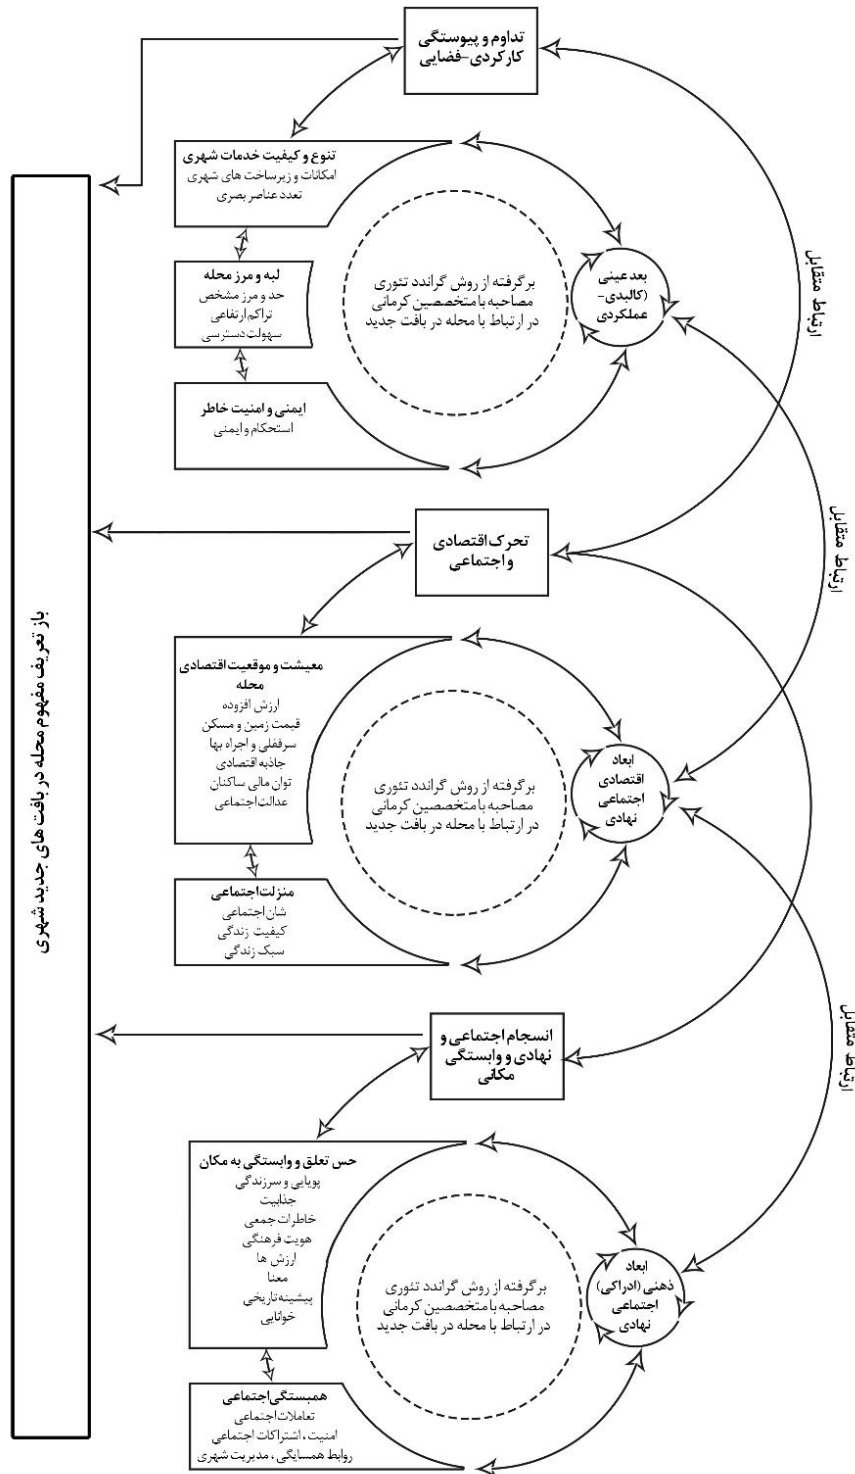 تداوم و پیوستگی
کارکردی-فضایی
تنوع و کیفیت خدمات شهری
امکانات و زیرساخت های شهری
تعدد عناصر بصری
لبه و مرز محله
حد و مرز مشخص
تراکم ارتفاعی
سهولت دسترسی
ایمنی و امنیت خاطر
استحکام و ایمنی
برگرفته از روش گراندد تئوری
مصاحبه با متخصصین کرمانی
در ارتباط با محله در بافت جدید
بعد عینی
(کالبدی-
عملکردی
ارتباط متقابل
تحرک اقتصادی
و اجتماعی
معیشت و موقعیت اقتصادی
محله
ارزش افزوده
قیمت زمین و مسکن
سرقفلی و اجراه بها
جاذبه اقتصادی
توان مالی ساکنان
عدالت اجتماعی
منزلت اجتماعی
شان اجتماعی
کیفیت زندگی
سبک زندگی
برگرفته از روش گراندد تئوری
مصاحبه با متخصصین کرمانی
در ارتباط با محله در بافت جدید
ابعاد
اقتصادی
اجتماعی
نهادی
ارتباط متقابل
انسجام اجتماعی و
نهادی و وابستگی
مکانی
حس تعلق و وابستگی به مکان
پویایی و سرزندگی
جذابیت
خاطرات جمعی
هویت فرهنگی
ارزش ها
معنا
پیشینه تاریخی
خوانایی
همبستگی اجتماعی
تعاملات اجتماعی
امنیت ، اشتراکات اجتماعی
روابط همسایگی ، مدیریت شهری
برگرفته از روش گراندد تئوری
مصاحبه با متخصصین کرمانی
در ارتباط با محله در بافت جدید
ابعاد
ذهنی (ادراکی)
اجتماعی
نهادی
ارتباط متقابل
باز تعریف مفهوم محله در بافت های جدید شهری